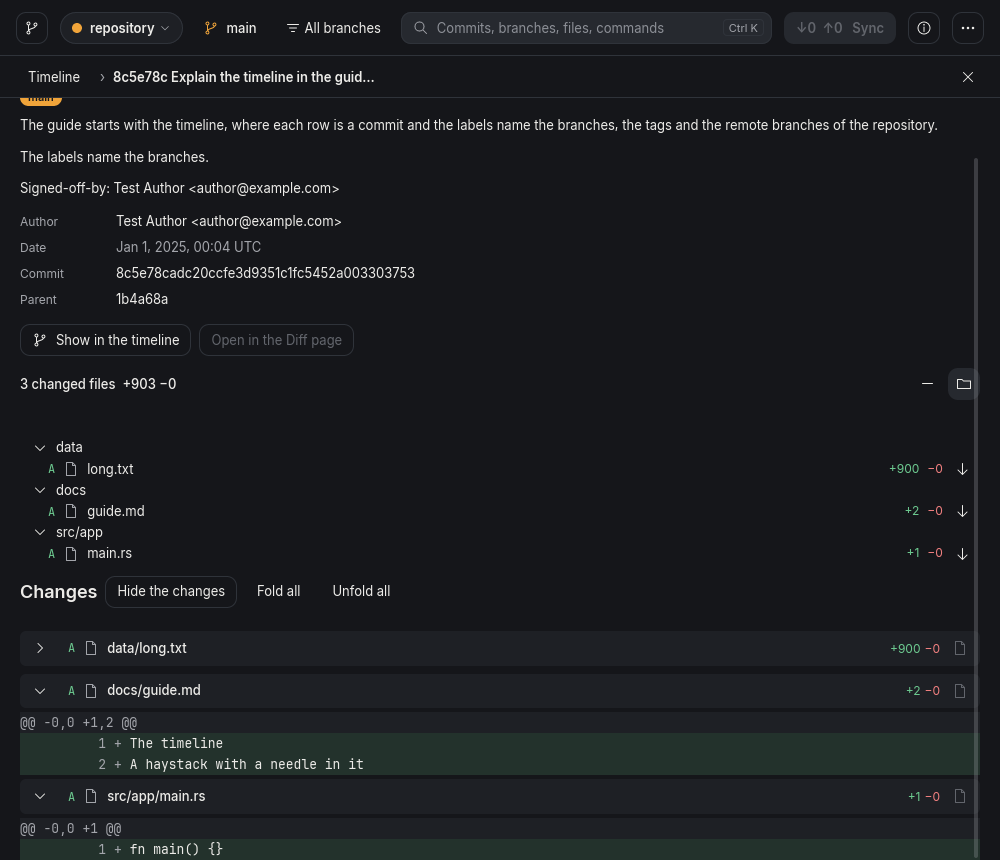 repository main All branches Commits, branches, files, commands Ctrl K ↓0 ↑0 Sync
Timeline › 8c5e78c Explain the timeline in the guid...
main
The guide starts with the timeline, where each row is a commit and the labels name the branches, the tags and the remote branches of the repository.
The labels name the branches.
Signed-off-by: Test Author <author@example.com>
Author Test Author <author@example.com>
Date Jan 1, 2025, 00:04 UTC
Commit 8c5e78cadc20ccfe3d9351c1fc5452a003303753
Parent 1b4a68a
Show in the timeline Open in the Diff page
3 changed files +903 −0
data
A long.txt +900 −0
docs
A guide.md +2 −0
src/app
A main.rs +1 −0
Changes Hide the changes Fold all Unfold all
A data/long.txt +900 −0
A docs/guide.md +2 −0
@@ -0,0 +1,2 @@
1 + The timeline
2 + A haystack with a needle in it
A src/app/main.rs +1 −0
@@ -0,0 +1 @@
1 + fn main() {}